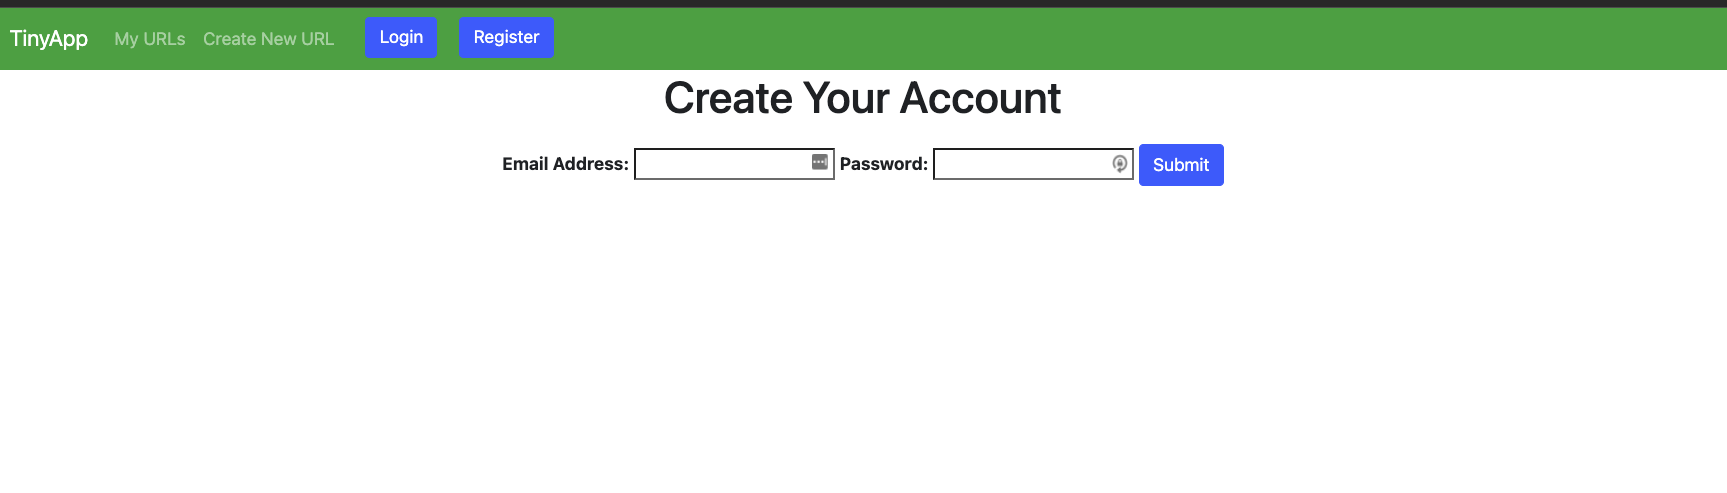 TinyApp My URLs Create New URL Login Register
Create Your Account
Email Address: Password: Submit